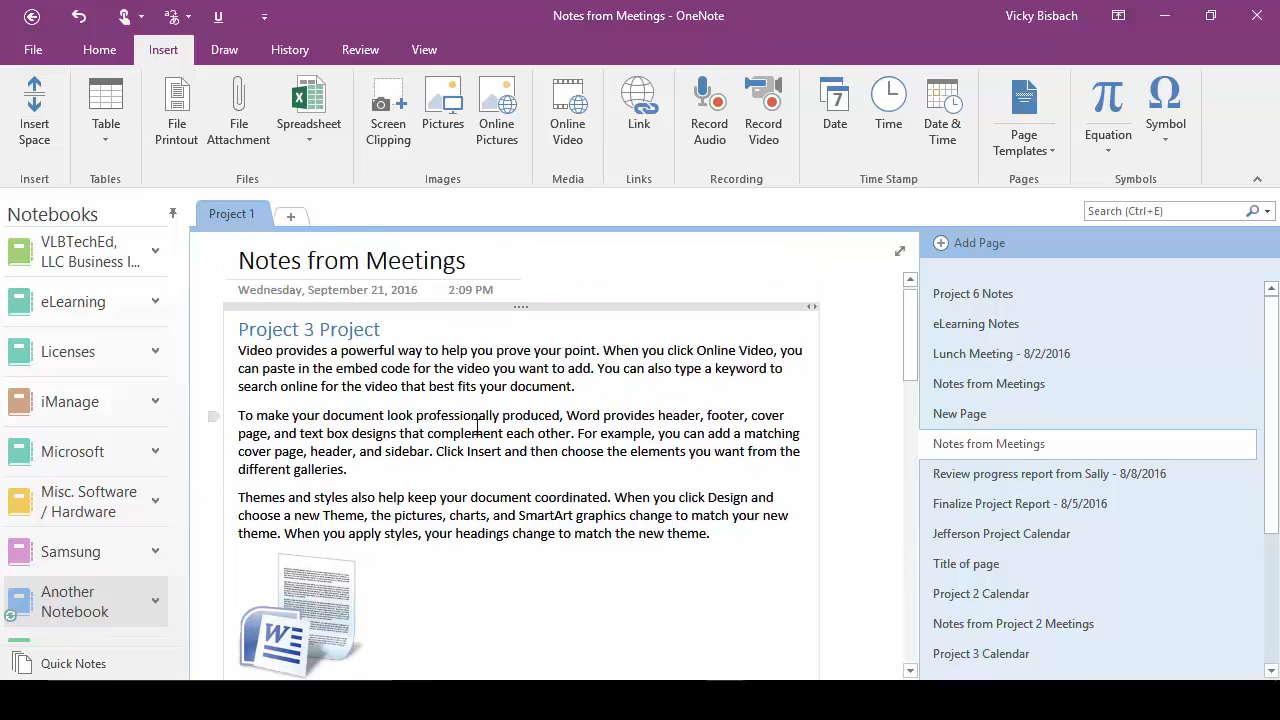 Notes from Meetings - OneNote
Vicky Bisbach
File
Home
Insert
Draw
History
Review
View
Insert
Space
Table
File
Printout
File
Attachment
Spreadsheet
Screen
Clipping
Pictures
Online
Pictures
Online
Video
Link
Record
Audio
Record
Video
7
Date
Time
Date &
Time
Page
Templates
π
Equation
Ω
Symbol
Insert
Tables
Files
Images
Media
Links
Recording
Time Stamp
Pages
Symbols
Notebooks
VLBTechEd,
LLC Business I...
eLearning
Licenses
iManage
Microsoft
Misc. Software
/ Hardware
Samsung
Another
Notebook
Quick Notes
Project 1
Search (Ctrl+E)
Notes from Meetings
Wednesday, September 21, 2016 2:09 PM
Project 3 Project
Video provides a powerful way to help you prove your point. When you click Online Video, you
can paste in the embed code for the video you want to add. You can also type a keyword to
search online for the video that best fits your document.
To make your document look professionally produced, Word provides header, footer, cover
page, and text box designs that complement each other. For example, you can add a matching
cover page, header, and sidebar. Click Insert and then choose the elements you want from the
different galleries.
Themes and styles also help keep your document coordinated. When you click Design and
choose a new Theme, the pictures, charts, and SmartArt graphics change to match your new
theme. When you apply styles, your headings change to match the new theme.
W
Add Page
Project 6 Notes
eLearning Notes
Lunch Meeting - 8/2/2016
Notes from Meetings
New Page
Notes from Meetings
Review progress report from Sally - 8/8/2016
Finalize Project Report - 8/5/2016
Jefferson Project Calendar
Title of page
Project 2 Calendar
Notes from Project 2 Meetings
Project 3 Calendar